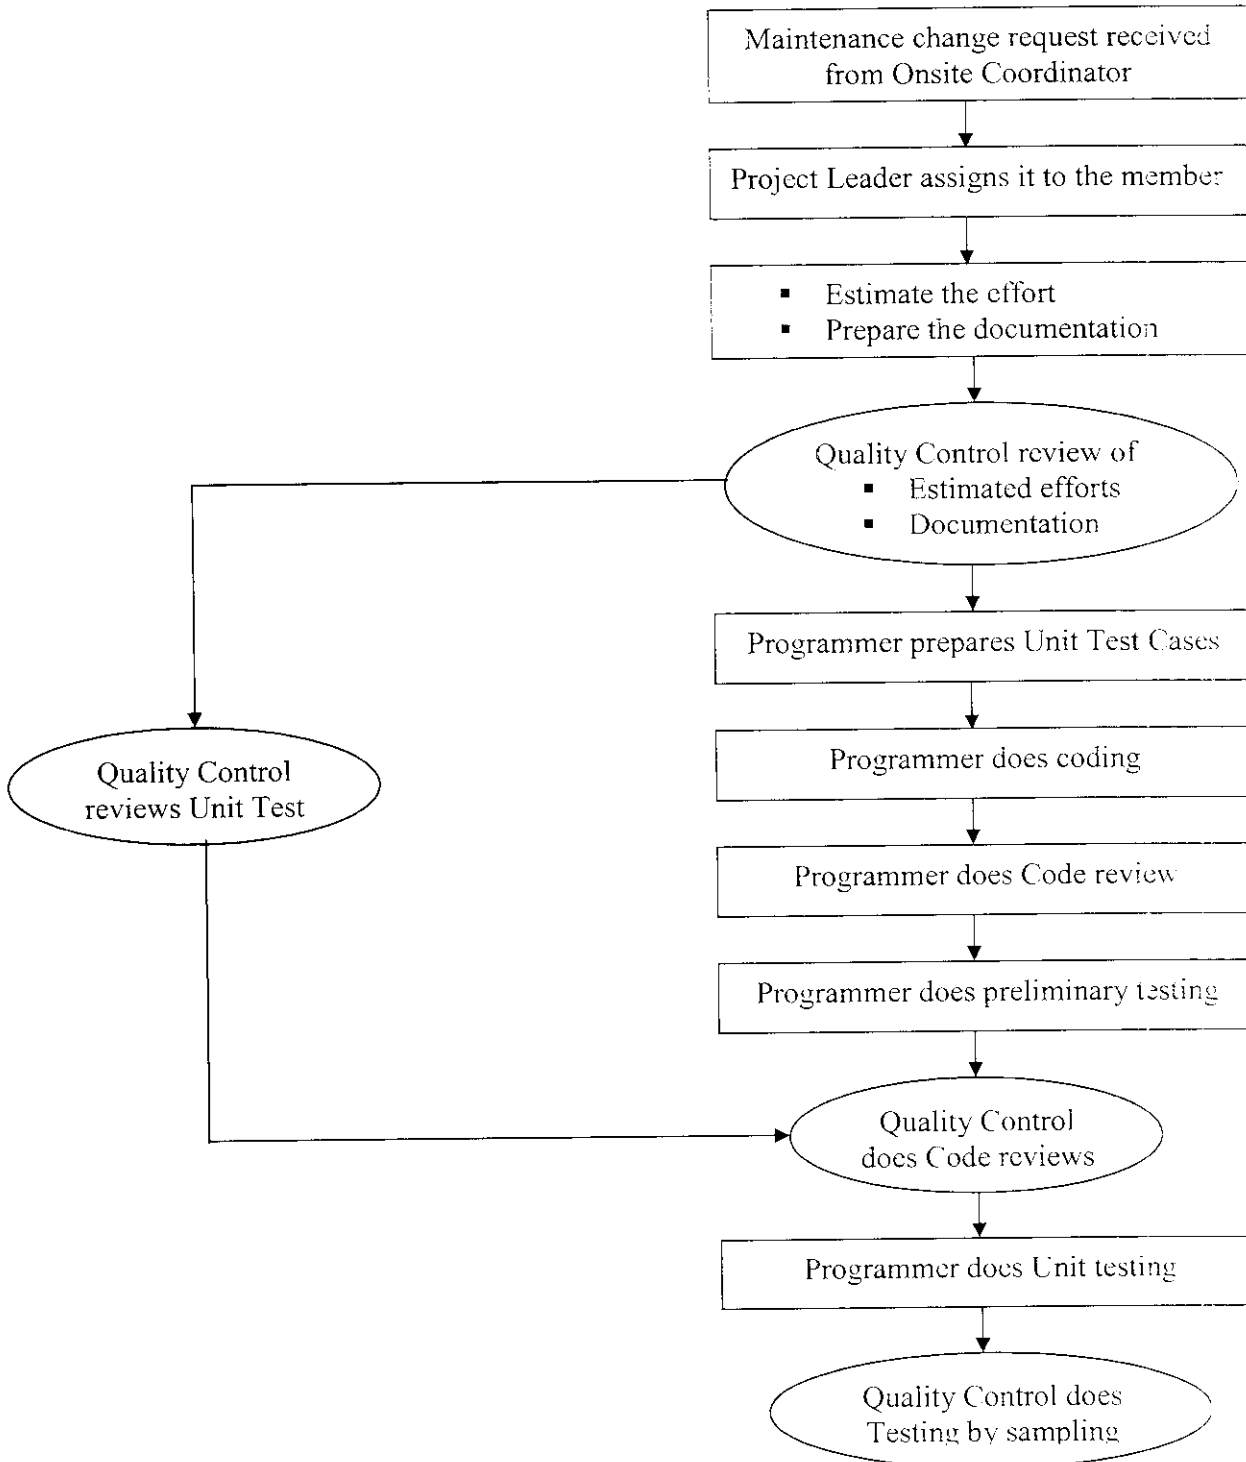 Maintenance change request received
from Onsite Coordinator
Project Leader assigns it to the member
▪ Estimate the effort
▪ Prepare the documentation
Quality Control review of
▪ Estimated efforts
▪ Documentation
Programmer prepares Unit Test Cases
Quality Control
reviews Unit Test
Programmer does coding
Programmer does Code review
Programmer does preliminary testing
Quality Control
does Code reviews
Programmer does Unit testing
Quality Control does
Testing by sampling